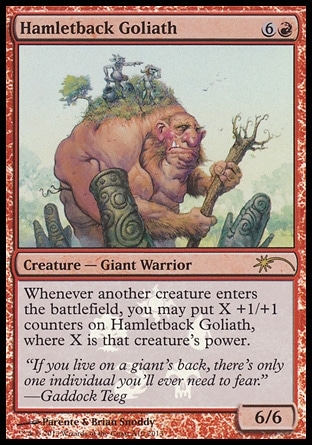 Hamletback Goliath 6
Creature — Giant Warrior
Whenever another creature enters
the battlefield, you may put X +1/+1
counters on Hamletback Goliath,
where X is that creature's power.
"If you live on a giant's back, there's only
one individual you'll ever need to fear."
—Gaddock Teeg
Parente & Brian Snoddy
6/6